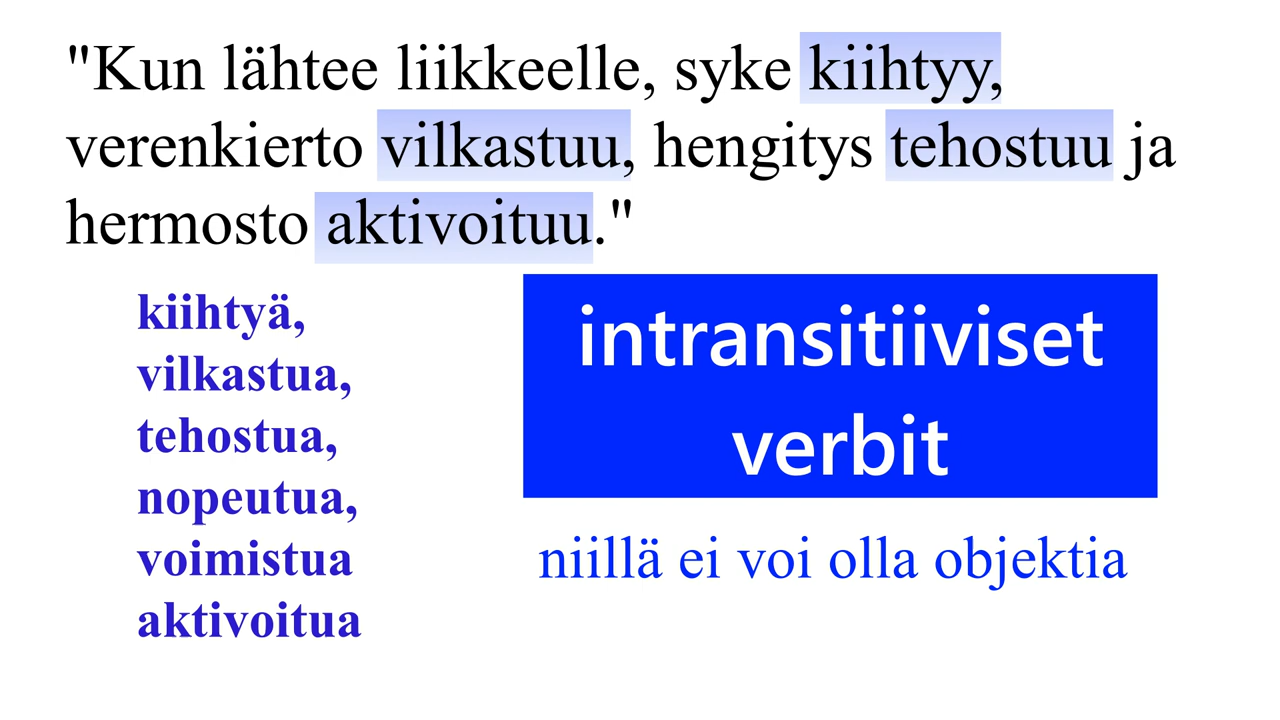 "Kun lähtee liikkeelle, syke kiihtyy,
verenkierto vilkastuu, hengitys tehostuu ja
hermosto aktivoituu."
kiihtyä,
vilkastua,
tehostua,
nopeutua,
voimistua
aktivoitua
intransitiiviset
verbit
niillä ei voi olla objektia